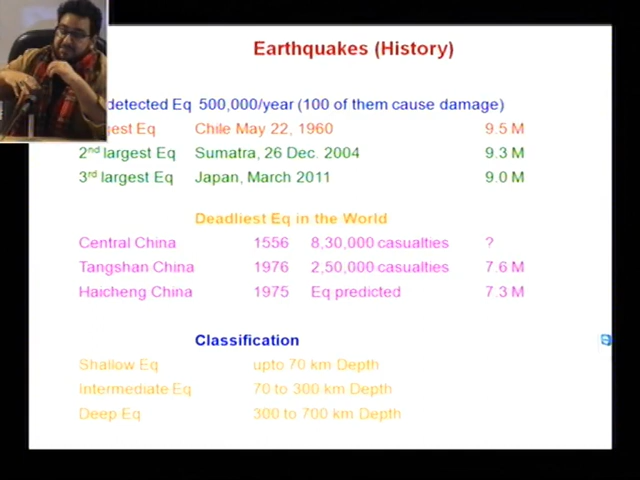 Earthquakes (History)
detected Eq 500,000/year (100 of them cause damage)
gest Eq Chile May 22, 1960 9.5 M
2nd largest Eq Sumatra, 26 Dec. 2004 9.3 M
3rd largest Eq Japan, March 2011 9.0 M
Deadliest Eq in the World
Central China 1556 8,30,000 casualties ?
Tangshan China 1976 2,50,000 casualties 7.6 M
Haicheng China 1975 Eq predicted 7.3 M
Classification
Shallow Eq upto 70 km Depth
Intermediate Eq 70 to 300 km Depth
Deep Eq 300 to 700 km Depth